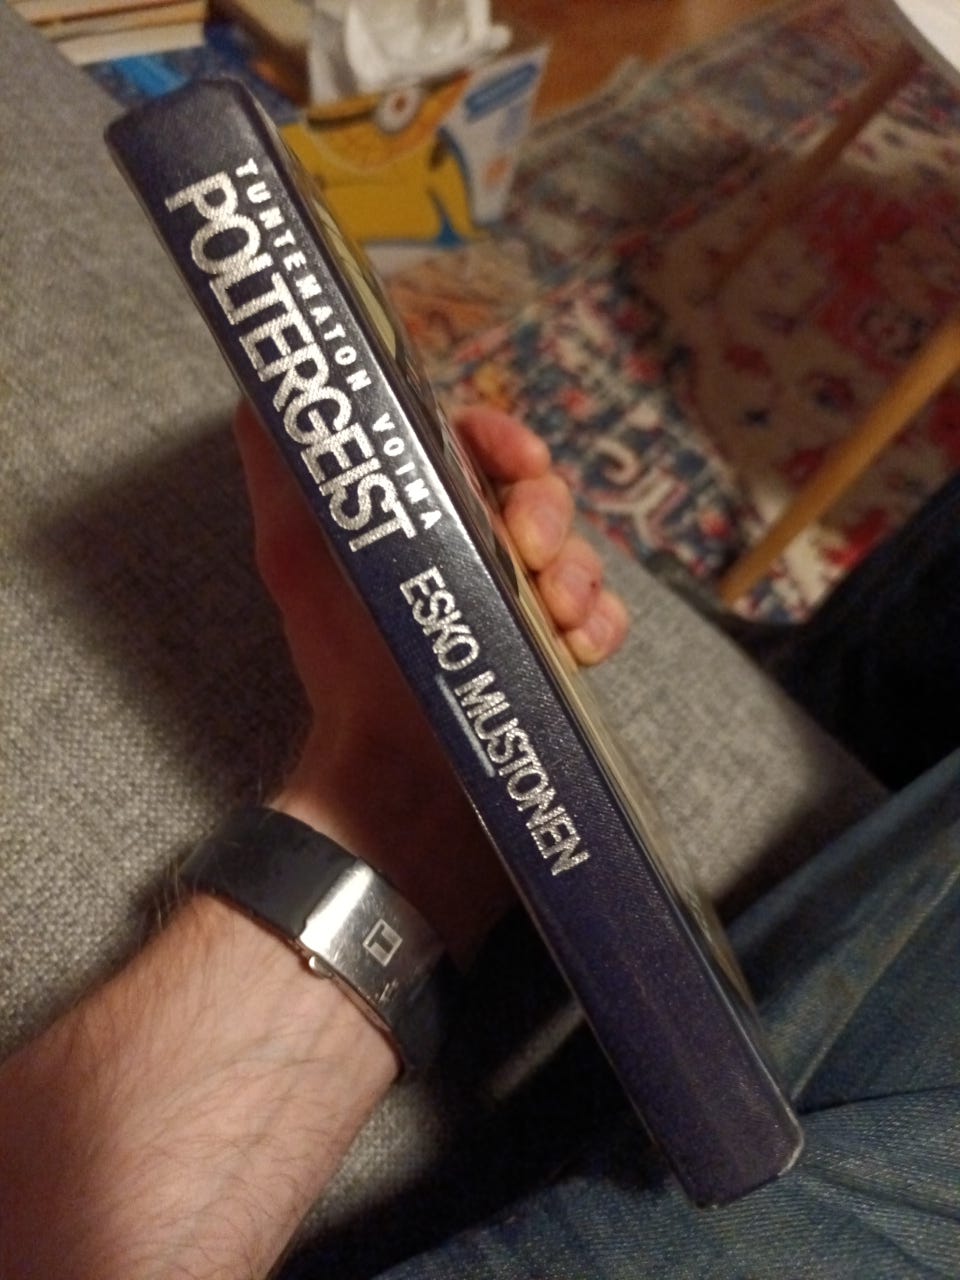 TUNTEMATON VOIMA
POLTERGEIST
ESKO MUSTONEN